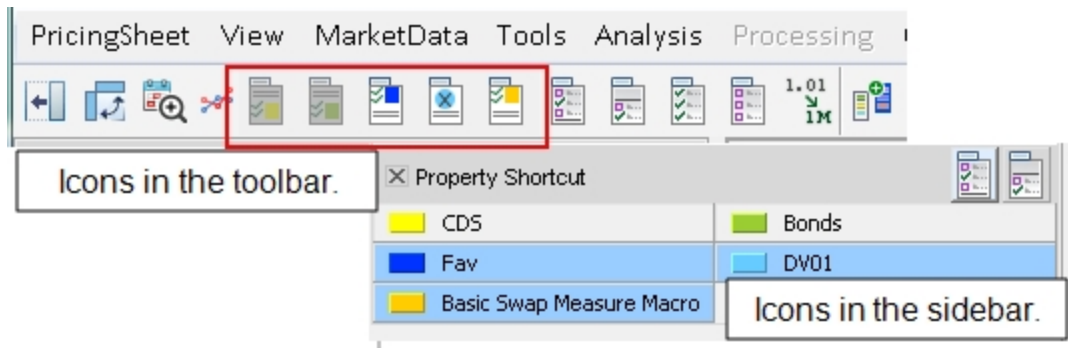 PricingSheet View MarketData Tools Analysis Processing
1.01
1M
Icons in the toolbar.
Property Shortcut
CDS Bonds
Fav DV01
Basic Swap Measure Macro
Icons in the sidebar.